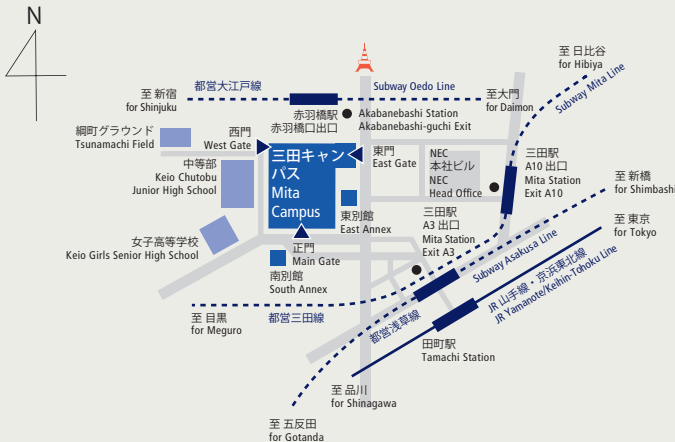 N
至 日比谷
for Hibiya
Subway Mita Line
至 新宿
for Shinjuku
都営大江戸線
Subway Oedo Line
至 大門
for Daimon
赤羽橋駅
赤羽橋口出口
Akabanebashi Station
Akabanebashi-guchi Exit
綱町グラウンド
Tsunamachi Field
西門
West Gate
三田キャン
パス
Mita
Campus
東門
East Gate
NEC
本社ビル
NEC
Head Office
三田駅
A10 出口
Mita Station
Exit A10
中等部
Keio Chutobu
Junior High School
至 新橋
for Shimbashi
東別館
East Annex
三田駅
A3 出口
Mita Station
Exit A3
至 東京
for Tokyo
女子高等学校
Keio Girls Senior High School
正門
Main Gate
南別館
South Annex
Subway Asakusa Line
JR 山手線・京浜東北線
JR Yamanote/Keihin-Tohoku Line
至 目黒
for Meguro
都営三田線
都営浅草線
田町駅
Tamachi Station
至 品川
for Shinagawa
至 五反田
for Gotanda